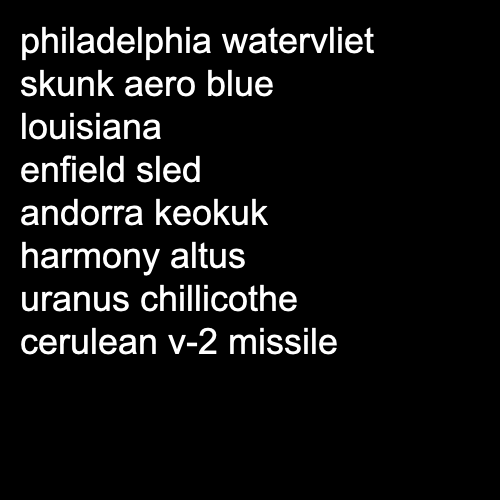 philadelphia watervliet
skunk aero blue
louisiana
enfield sled
andorra keokuk
harmony altus
uranus chillicothe
cerulean v-2 missile